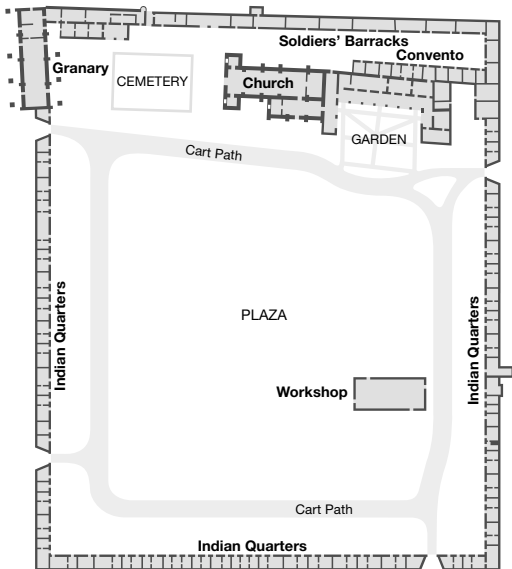 Soldiers' Barracks
Convento
Granary
CEMETERY
Church
GARDEN
Cart Path
PLAZA
Indian Quarters
Indian Quarters
Workshop
Cart Path
Indian Quarters